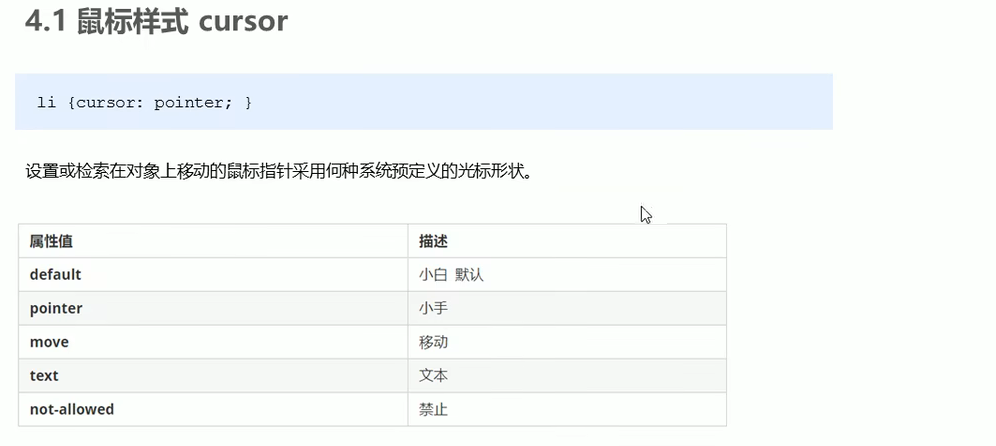 4.1 鼠标样式 cursor
li {cursor: pointer; }
设置或检索在对象上移动的鼠标指针采用何种系统预定义的光标形状。
属性值 描述
default 小白 默认
pointer 小手
move 移动
text 文本
not-allowed 禁止